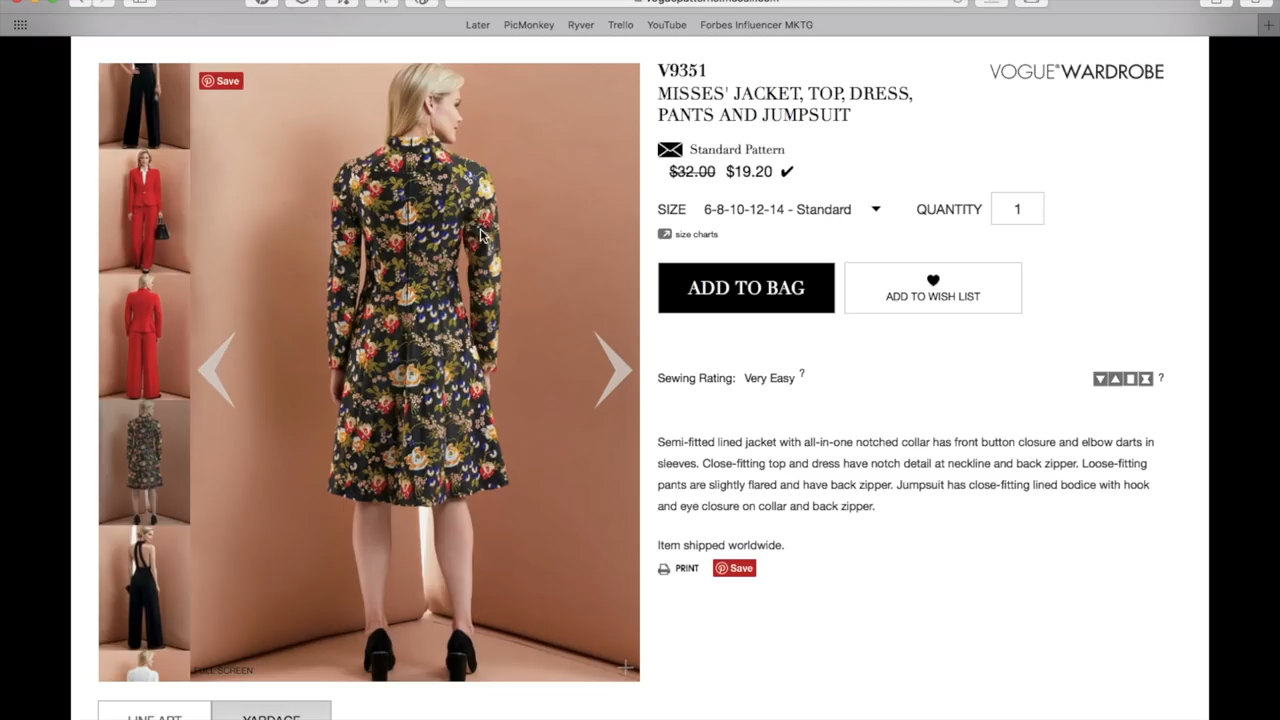 Later PicMonkey Ryver Trello YouTube Forbes Influencer MKTG
Save
V9351
VOGUE®WARDROBE
MISSES' JACKET, TOP, DRESS,
PANTS AND JUMPSUIT
Standard Pattern
$32.00 $19.20 ✔
SIZE 6-8-10-12-14 - Standard QUANTITY 1
size charts
ADD TO BAG
ADD TO WISH LIST
Sewing Rating: Very Easy ? ?
Semi-fitted lined jacket with all-in-one notched collar has front button closure and elbow darts in
sleeves. Close-fitting top and dress have notch detail at neckline and back zipper. Loose-fitting
pants are slightly flared and have back zipper. Jumpsuit has close-fitting lined bodice with hook
and eye closure on collar and back zipper.
Item shipped worldwide.
PRINT Save
FULL SCREEN
LINE ART YARDAGE